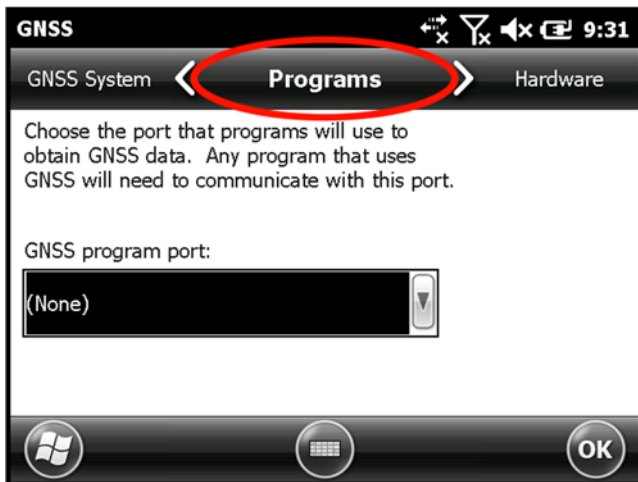 GNSS 9:31
GNSS System Programs Hardware
Choose the port that programs will use to
obtain GNSS data. Any program that uses
GNSS will need to communicate with this port.
GNSS program port:
(None)
OK